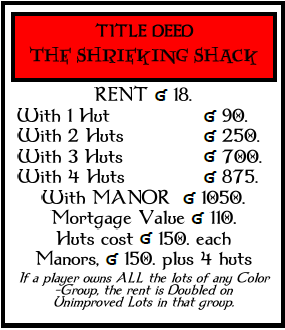 TITLE DEED
THE SHRIEKING SHACK
RENT ɠ 18.
With 1 Hut ɠ 90.
With 2 Huts ɠ 250.
With 3 Huts ɠ 700.
With 4 Huts ɠ 875.
With MANOR ɠ 1050.
Mortgage Value ɠ 110.
Huts cost ɠ 150. each
Manors, ɠ 150. plus 4 huts
If a player owns ALL the lots of any Color
-Group, the rent is Doubled on
Unimproved Lots in that group.